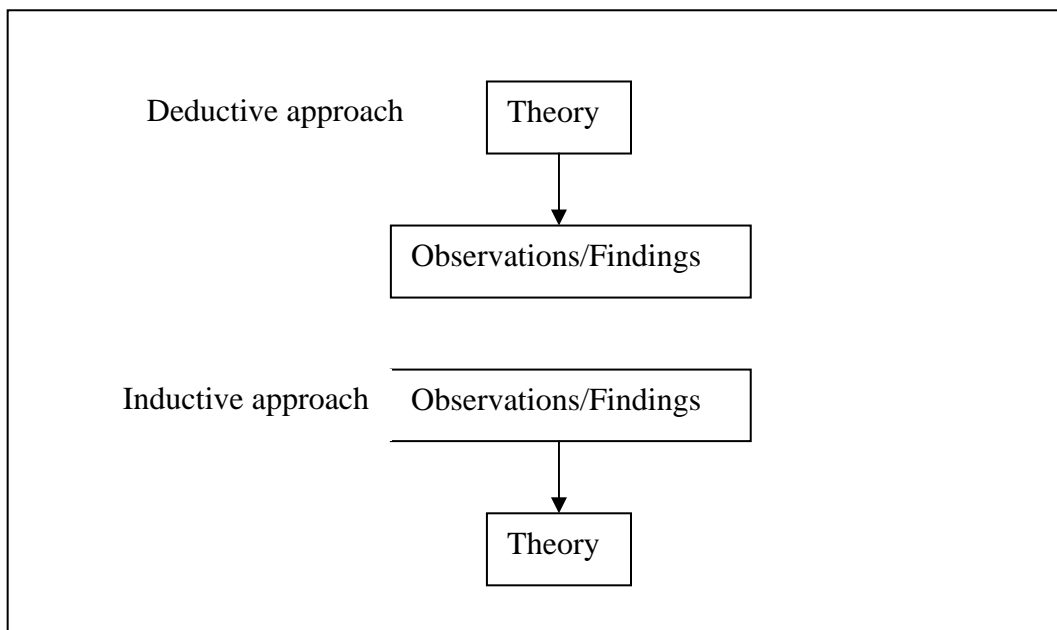 Deductive approach
Theory
Observations/Findings
Inductive approach
Observations/Findings
Theory